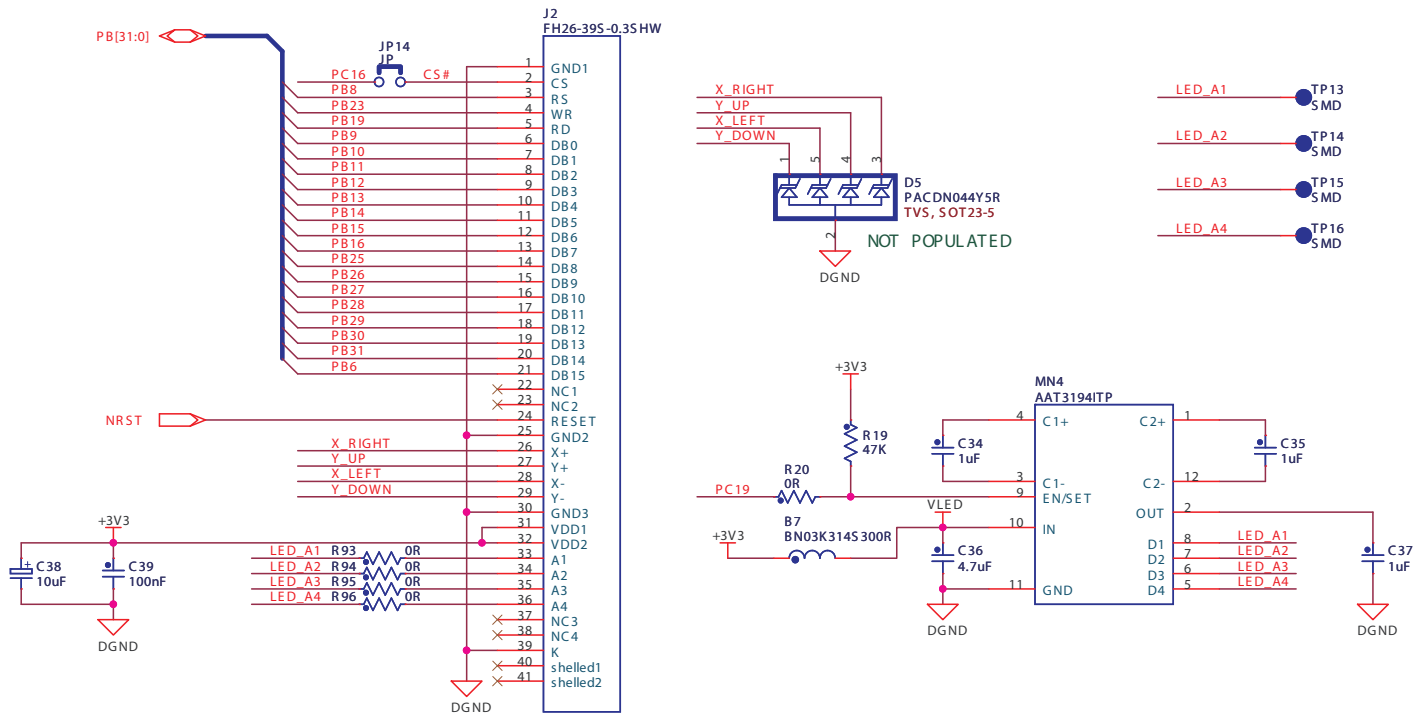 J2
FH26-39S-0.3SHW
PB[31:0]
JP14
JP
PC16
CS#
PB8
PB23
PB19
PB9
PB10
PB11
PB12
PB13
PB14
PB15
PB16
PB25
PB26
PB27
PB28
PB29
PB30
PB31
PB6
NRST
X_RIGHT
Y_UP
X_LEFT
Y_DOWN
1 GND1
2 CS
3 RS
4 WR
5 RD
6 DB0
7 DB1
8 DB2
9 DB3
10 DB4
11 DB5
12 DB6
13 DB7
14 DB8
15 DB9
16 DB10
17 DB11
18 DB12
19 DB13
20 DB14
21 DB15
22 NC1
23 NC2
24 RESET
25 GND2
26 X+
27 Y+
28 X-
29 Y-
30 GND3
31 VDD1
32 VDD2
33 A1
34 A2
35 A3
36 A4
37 NC3
38 NC4
39 K
40 shelled1
41 shelled2
+3V3
C38
10uF
C39
100nF
DGND
LED_A1 R93 0R
LED_A2 R94 0R
LED_A3 R95 0R
LED_A4 R96 0R
DGND
X_RIGHT
Y_UP
X_LEFT
Y_DOWN
1 5 4 3
D5
PACDN044Y5R
TVS, SOT23-5
2
NOT POPULATED
DGND
LED_A1
TP13
SMD
LED_A2
TP14
SMD
LED_A3
TP15
SMD
LED_A4
TP16
SMD
+3V3
R19
47K
R20
0R
PC19
B7
BN03K314S300R
+3V3
VLED
C34
1uF
C36
4.7uF
DGND
MN4
AAT3194ITP
4 C1+
3 C1-
9 EN/SET
10 IN
11 GND
C2+ 1
C2- 12
OUT 2
D1 8 LED_A1
D2 7 LED_A2
D3 6 LED_A3
D4 5 LED_A4
C35
1uF
C37
1uF
DGND